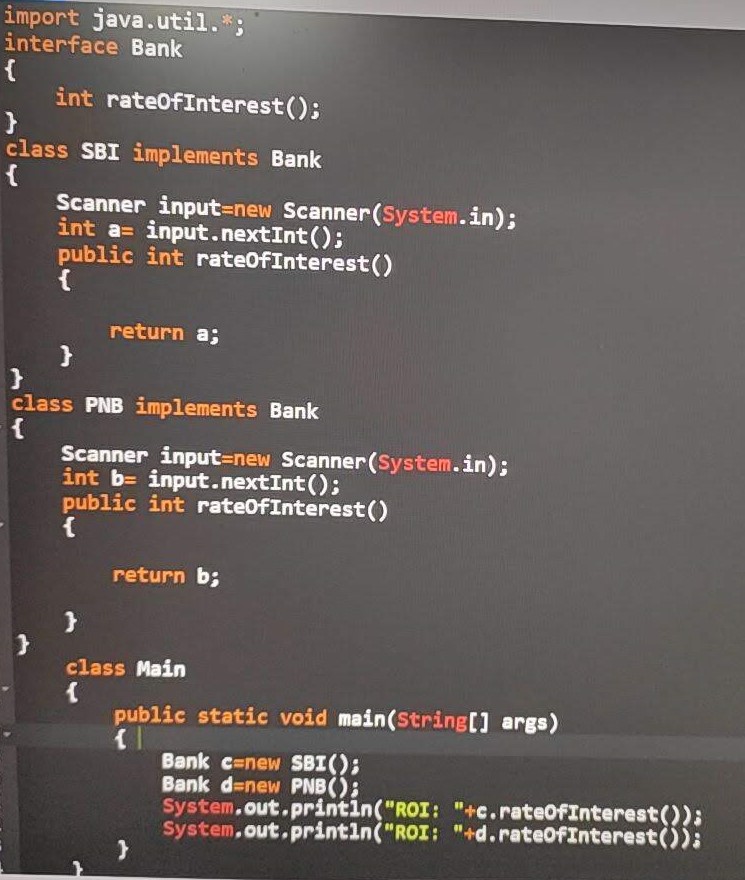 import java.util.*;
interface Bank
{
int rateOfInterest();
}
class SBI implements Bank
{
Scanner input=new Scanner(System.in);
int a= input.nextInt();
public int rateOfInterest()
{
return a;
}
}
class PNB implements Bank
{
Scanner input=new Scanner(System.in);
int b= input.nextInt();
public int rateOfInterest()
{
return b;
}
}
class Main
{
public static void main(String[] args)
{
Bank c=new SBI();
Bank d=new PNB();
System.out.println("ROI: "+c.rateOfInterest());
System.out.println("ROI: "+d.rateOfInterest());
}
}